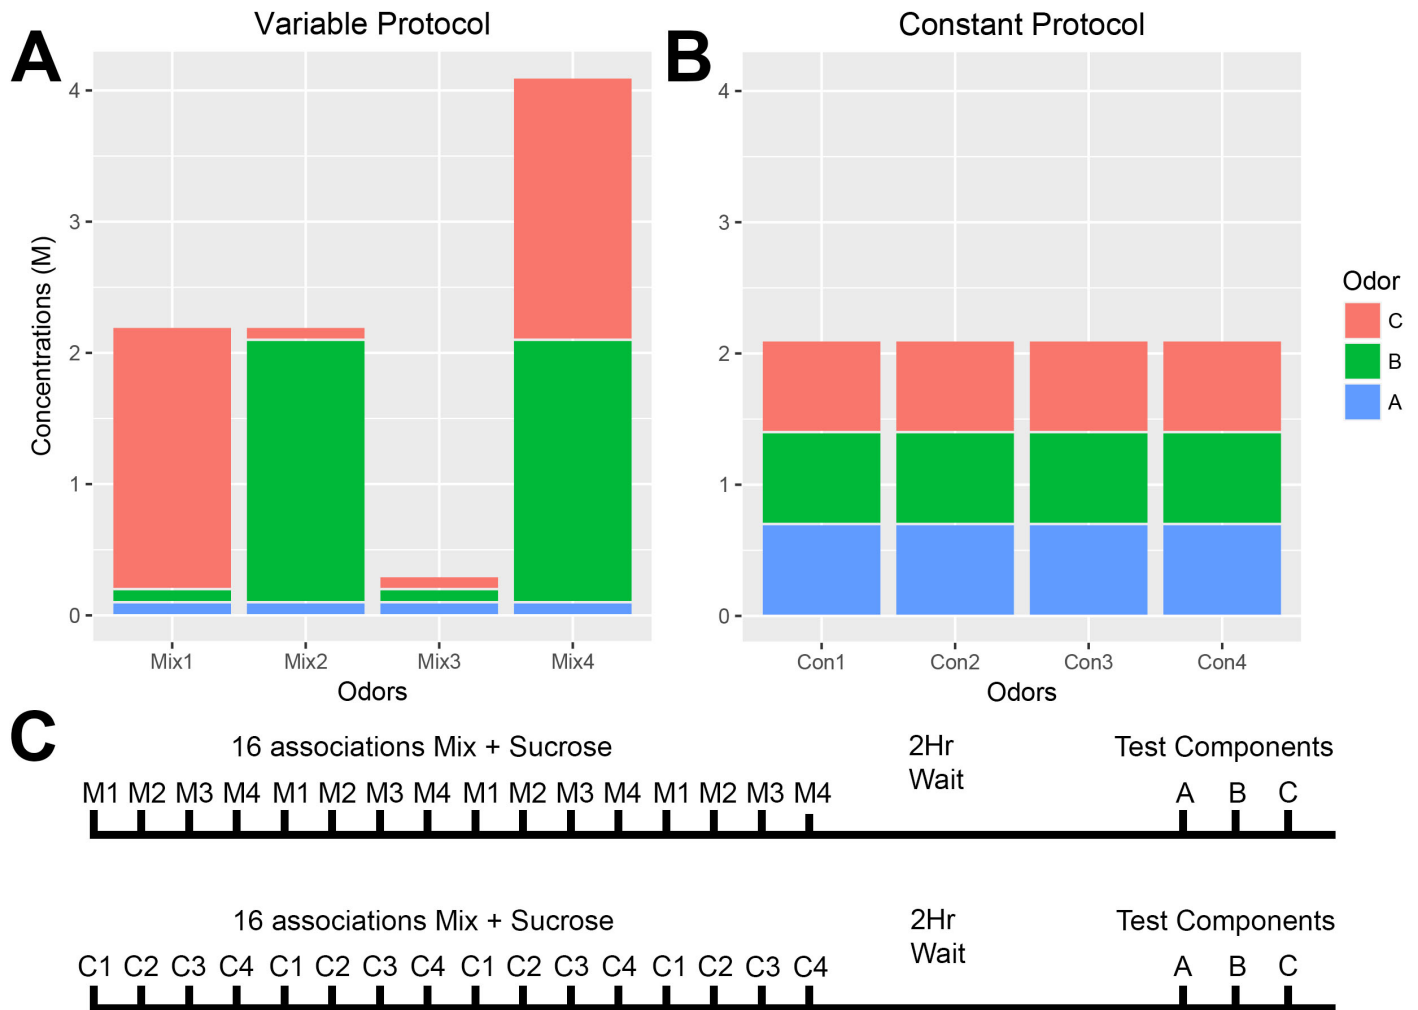 A
Variable Protocol
Concentrations (M)
4
3
2
1
0
Mix1 Mix2 Mix3 Mix4
Odors
B
Constant Protocol
4
3
2
1
0
Con1 Con2 Con3 Con4
Odors
Odor
C
B
A
C
16 associations Mix + Sucrose
2Hr
Wait
Test Components
M1 M2 M3 M4 M1 M2 M3 M4 M1 M2 M3 M4 M1 M2 M3 M4
A B C
16 associations Mix + Sucrose
2Hr
Wait
Test Components
C1 C2 C3 C4 C1 C2 C3 C4 C1 C2 C3 C4 C1 C2 C3 C4
A B C